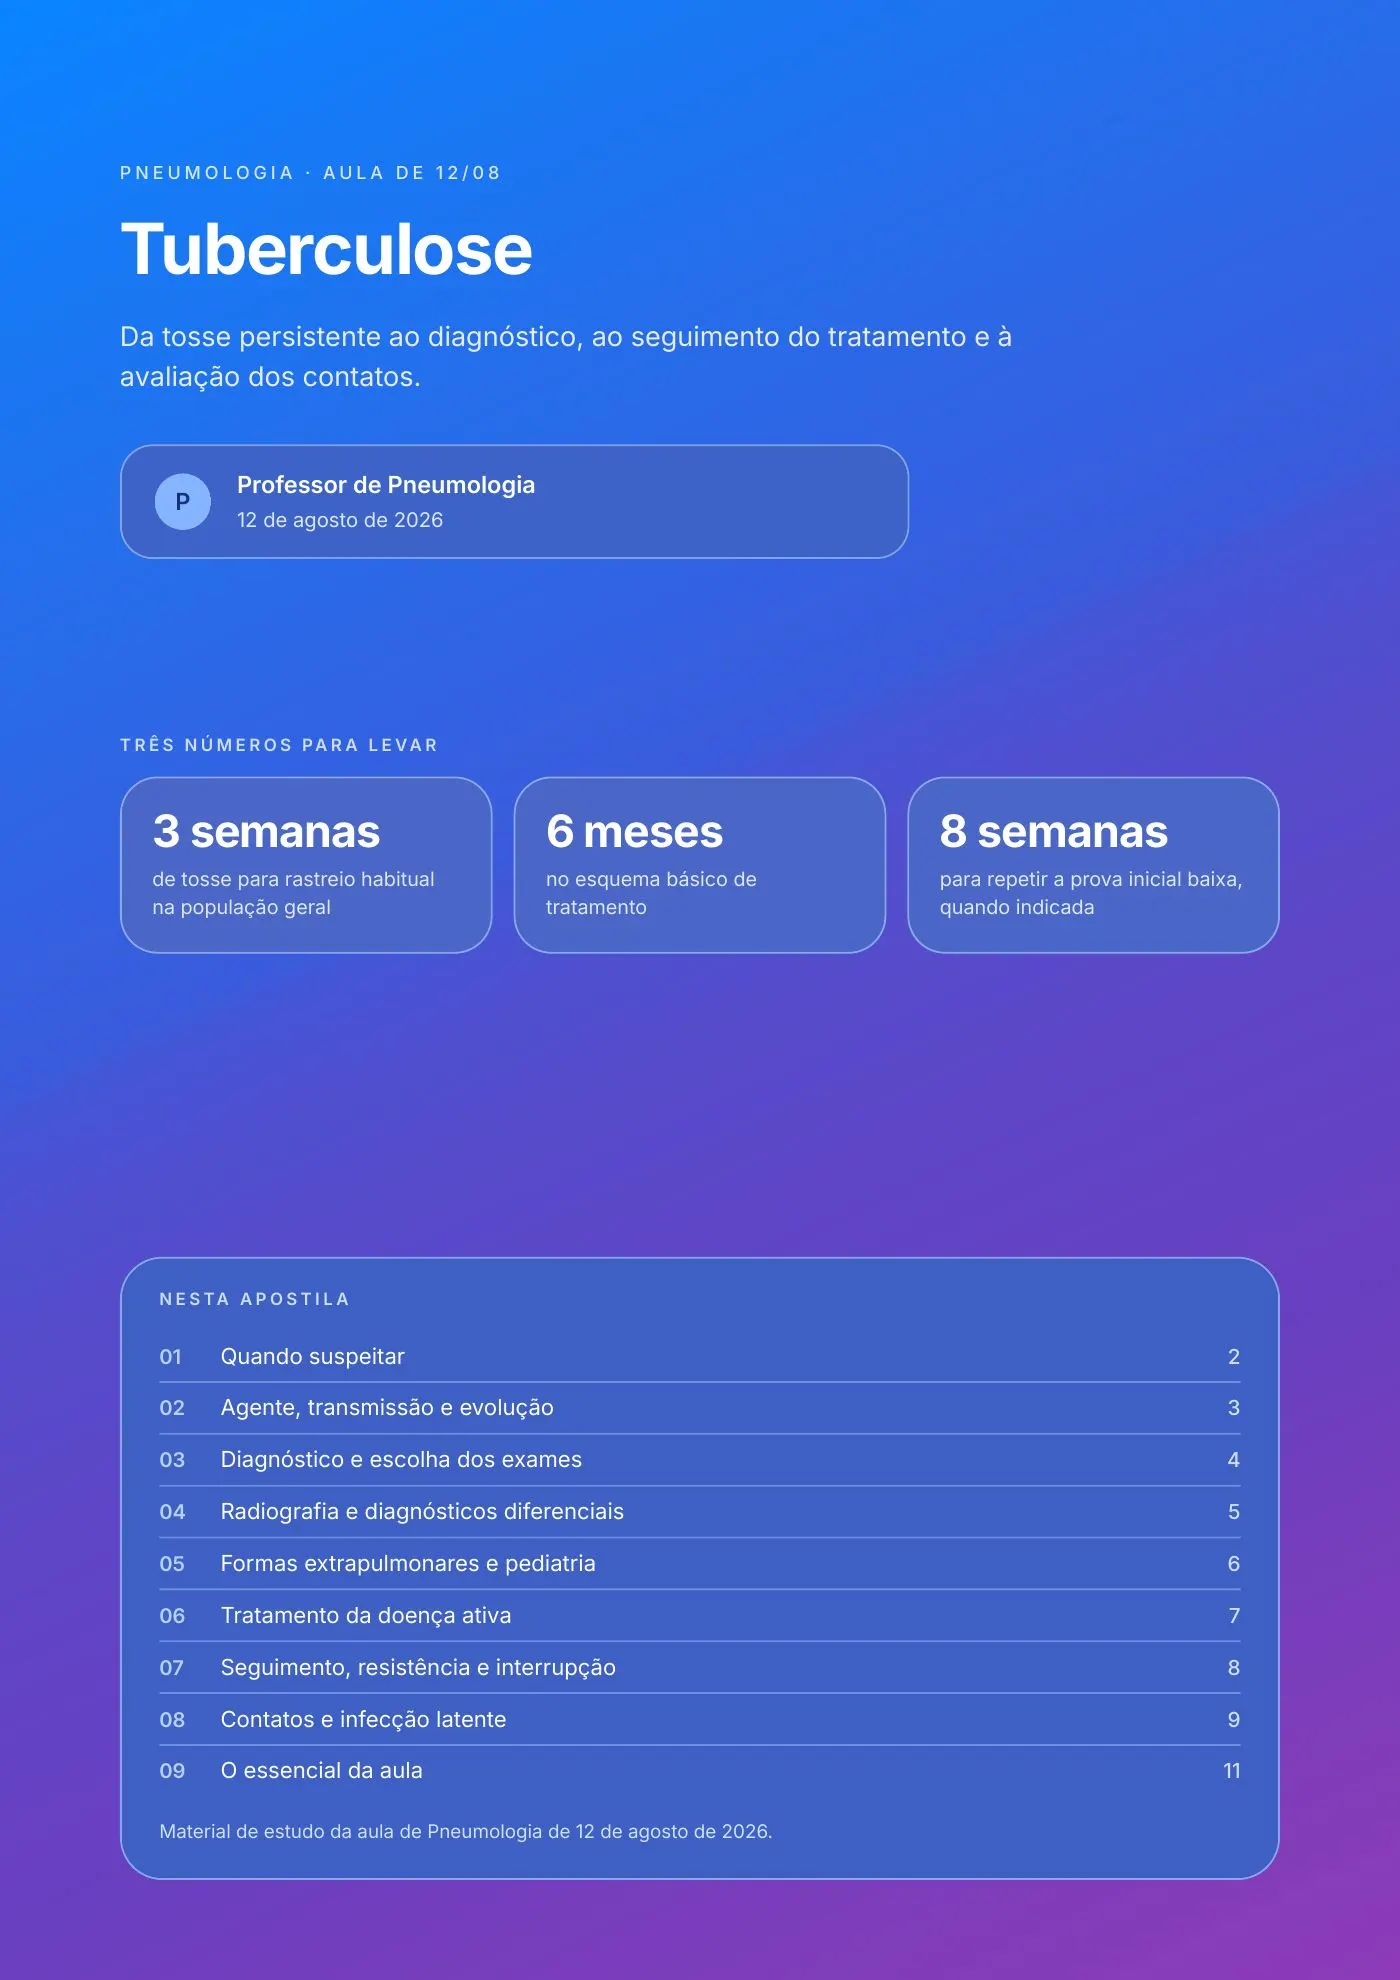 PNEUMOLOGIA · AULA DE 12/08
Tuberculose
Da tosse persistente ao diagnóstico, ao seguimento do tratamento e à
avaliação dos contatos.
P
Professor de Pneumologia
12 de agosto de 2026
TRÊS NÚMEROS PARA LEVAR
3 semanas
de tosse para rastreio habitual
na população geral
6 meses
no esquema básico de
tratamento
8 semanas
para repetir a prova inicial baixa,
quando indicada
NESTA APOSTILA
01 Quando suspeitar 2
02 Agente, transmissão e evolução 3
03 Diagnóstico e escolha dos exames 4
04 Radiografia e diagnósticos diferenciais 5
05 Formas extrapulmonares e pediatria 6
06 Tratamento da doença ativa 7
07 Seguimento, resistência e interrupção 8
08 Contatos e infecção latente 9
09 O essencial da aula 11
Material de estudo da aula de Pneumologia de 12 de agosto de 2026.